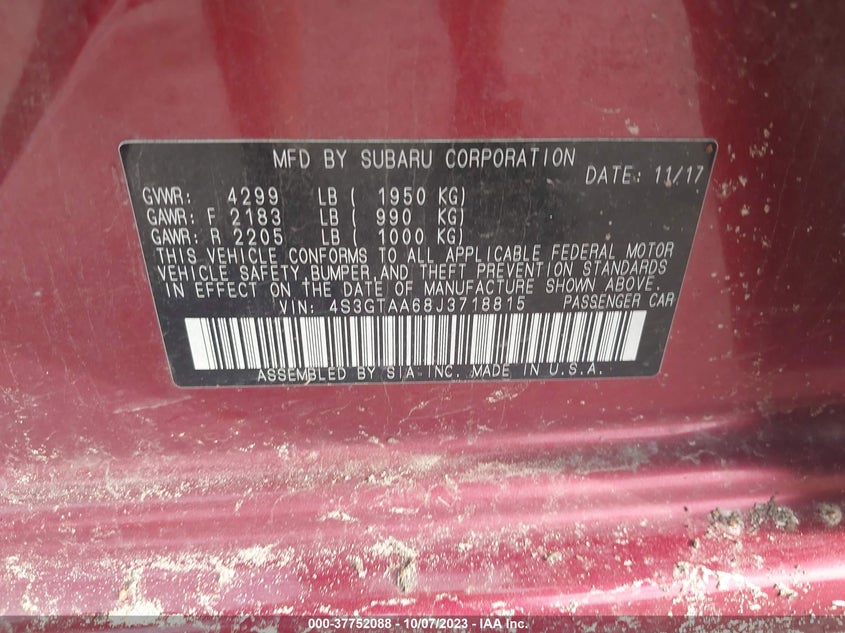 MFD BY SUBARU CORPORATION
DATE: 11/17
GVWR: 4299 LB ( 1950 KG)
GAWR: F 2183 LB ( 990 KG)
GAWR: R 2205 LB ( 1000 KG)
THIS VEHICLE CONFORMS TO ALL APPLICABLE FEDERAL MOTOR
VEHICLE SAFETY, BUMPER, AND THEFT PREVENTION STANDARDS
IN EFFECT ON THE DATE OF MANUFACTURE SHOWN ABOVE.
VIN: 4S3GTAA68J3718815 PASSENGER CAR
ASSEMBLED BY SIA INC. MADE IN U.S.A.
000-37752088 - 10/07/2023 - IAA Inc.